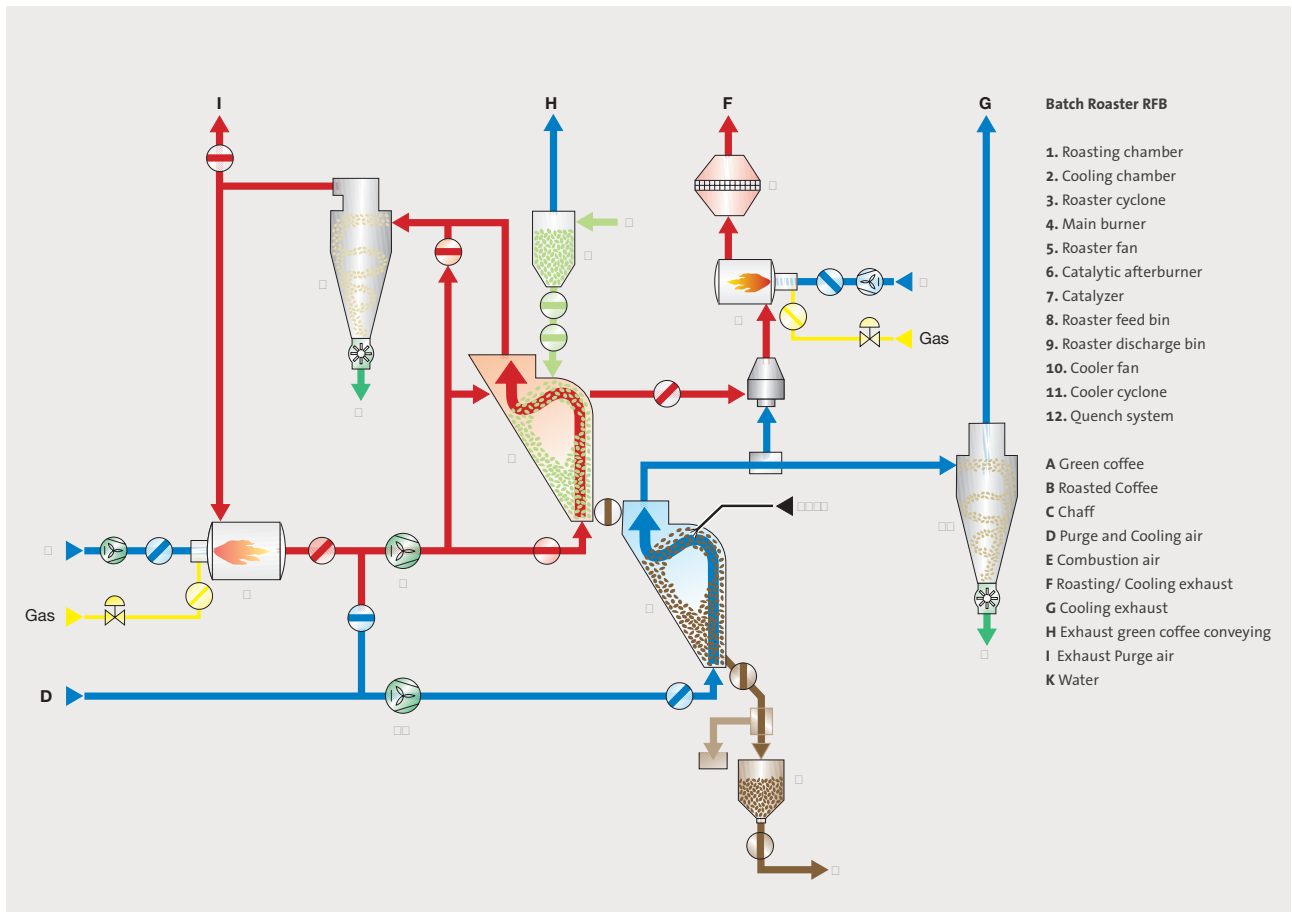 I
H
F
G
Gas
Gas
D
Batch Roaster RFB
1. Roasting chamber
2. Cooling chamber
3. Roaster cyclone
4. Main burner
5. Roaster fan
6. Catalytic afterburner
7. Catalyzer
8. Roaster feed bin
9. Roaster discharge bin
10. Cooler fan
11. Cooler cyclone
12. Quench system
A Green coffee
B Roasted Coffee
C Chaff
D Purge and Cooling air
E Combustion air
F Roasting/ Cooling exhaust
G Cooling exhaust
H Exhaust green coffee conveying
I Exhaust Purge air
K Water